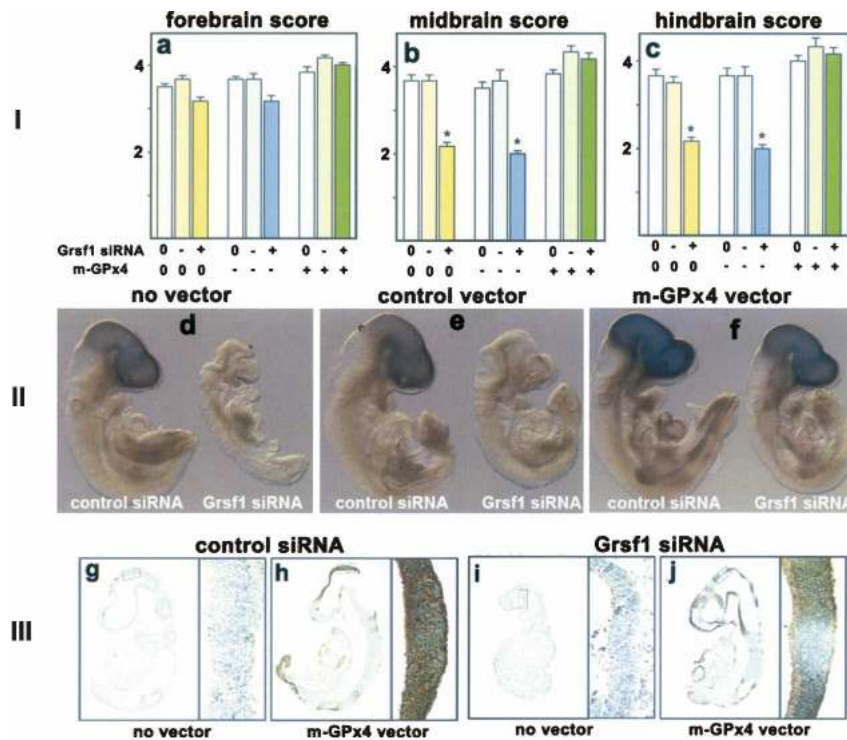 forebrain score midbrain score hindbrain score
I
a b c
4 4 4
2 2 2
* * * *
Grsf1 siRNA 0 - + 0 - + 0 - + 0 - + 0 - + 0 - + 0 - + 0 - + 0 - +
m-GPx4 0 0 0 - - - + + + 0 0 0 - - - + + + 0 0 0 - - - + + +
no vector control vector m-GPx4 vector
II
d e f
control siRNA Grsf1 siRNA control siRNA Grsf1 siRNA control siRNA Grsf1 siRNA
control siRNA Grsf1 siRNA
III
g h i j
no vector m-GPx4 vector no vector m-GPx4 vector